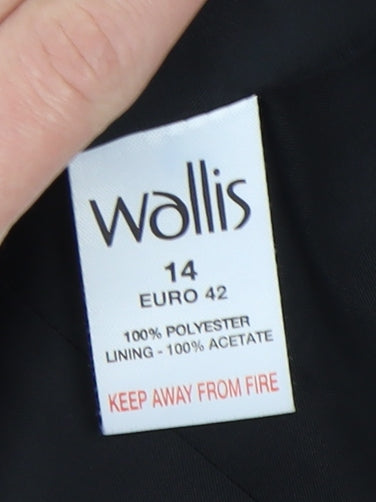 wallis
14
EURO 42
100% POLYESTER
LINING - 100% ACETATE
KEEP AWAY FROM FIRE